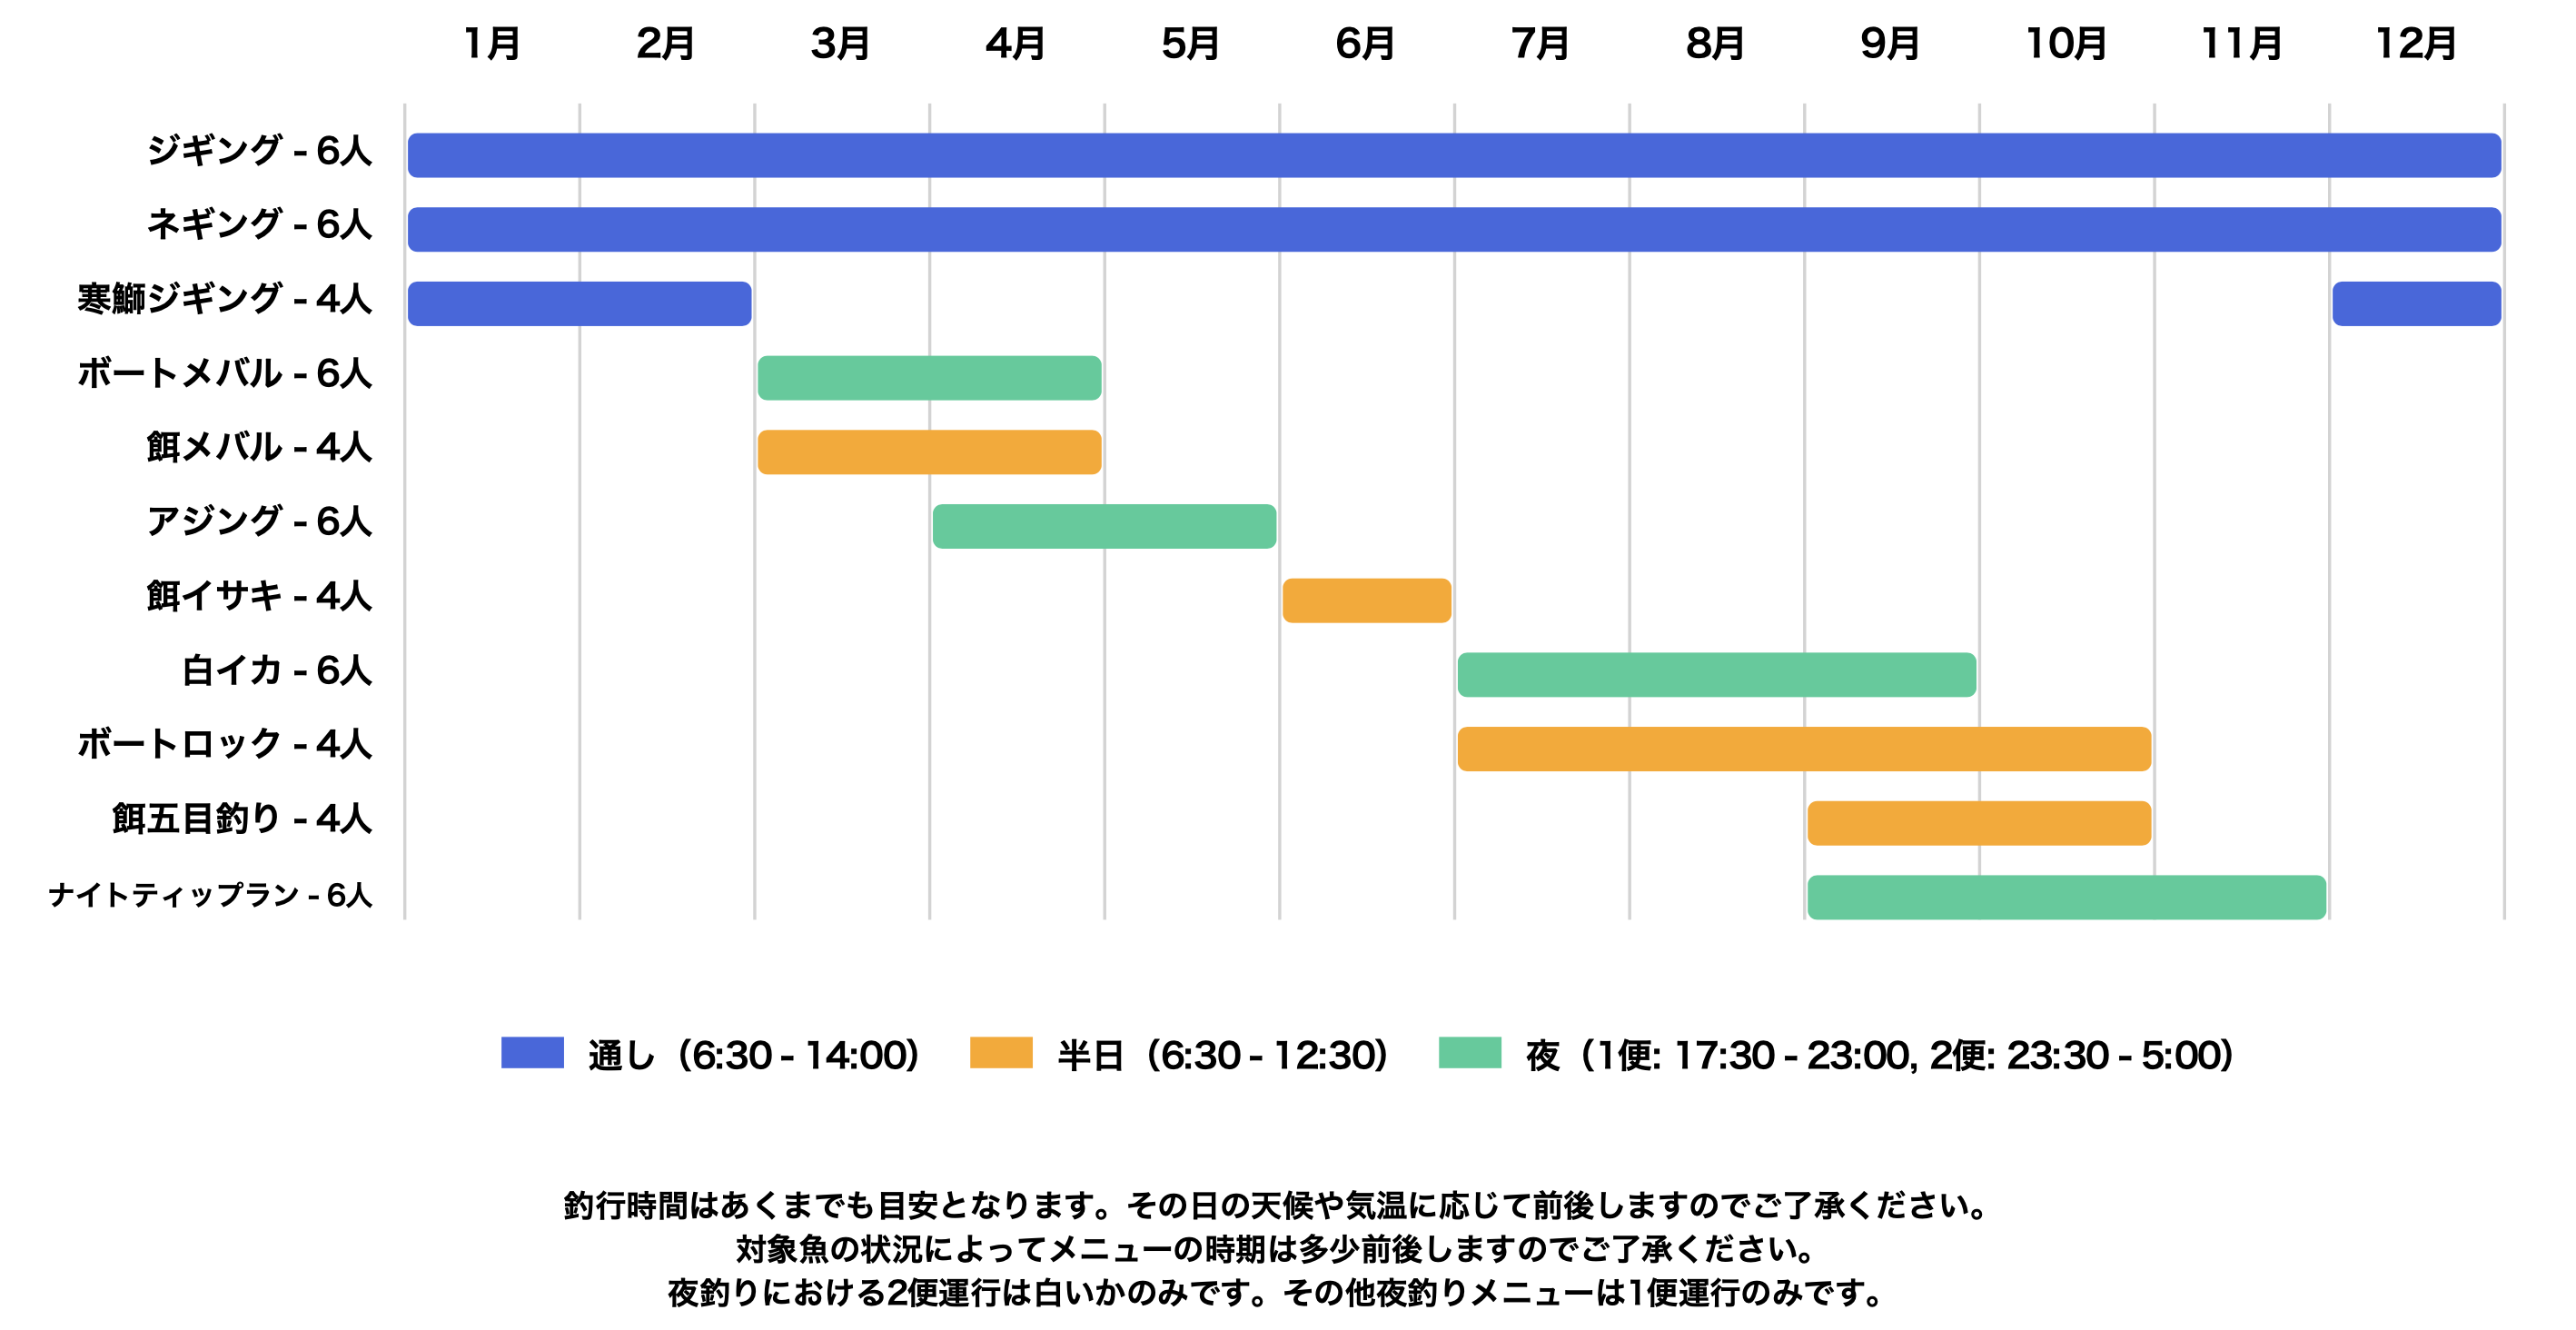 1月 2月 3月 4月 5月 6月 7月 8月 9月 10月 11月 12月
ジギング - 6人
ネギング - 6人
寒鰤ジギング - 4人
ボートメバル - 6人
餌メバル - 4人
アジング - 6人
餌イサキ - 4人
白イカ - 6人
ボートロック - 4人
餌五目釣り - 4人
ナイトティップラン - 6人
通し（6:30 - 14:00） 半日（6:30 - 12:30） 夜（1便: 17:30 - 23:00, 2便: 23:30 - 5:00）
釣行時間はあくまでも目安となります。その日の天候や気温に応じて前後しますのでご了承ください。
対象魚の状況によってメニューの時期は多少前後しますのでご了承ください。
夜釣りにおける2便運行は白いかのみです。その他夜釣りメニューは1便運行のみです。